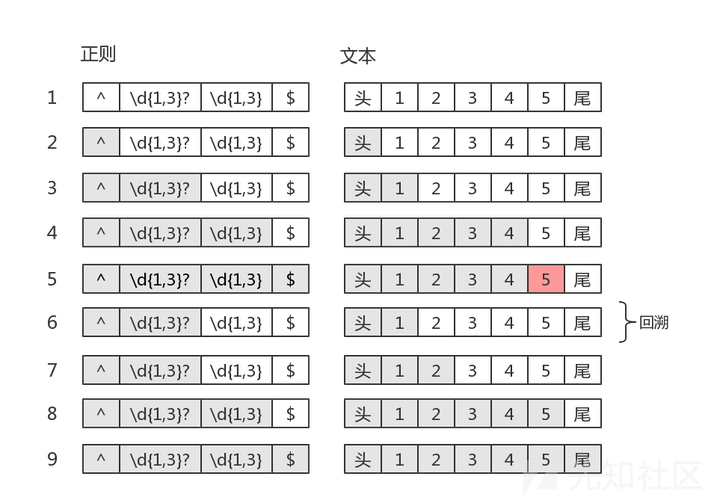 正则 文本
1 ^ \d{1,3}? \d{1,3} $ 头 1 2 3 4 5 尾
2 ^ \d{1,3}? \d{1,3} $ 头 1 2 3 4 5 尾
3 ^ \d{1,3}? \d{1,3} $ 头 1 2 3 4 5 尾
4 ^ \d{1,3}? \d{1,3} $ 头 1 2 3 4 5 尾
5 ^ \d{1,3}? \d{1,3} $ 头 1 2 3 4 5 尾
6 ^ \d{1,3}? \d{1,3} $ 头 1 2 3 4 5 尾 回溯
7 ^ \d{1,3}? \d{1,3} $ 头 1 2 3 4 5 尾
8 ^ \d{1,3}? \d{1,3} $ 头 1 2 3 4 5 尾
9 ^ \d{1,3}? \d{1,3} $ 头 1 2 3 4 5 尾
先知社区